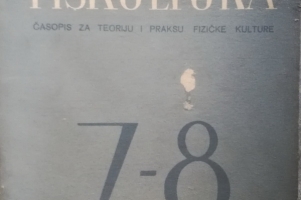 FISKULTURA
ČASOPIS ZA TEORIJU I PRAKSU FIZIČKE KULTURE
7-8